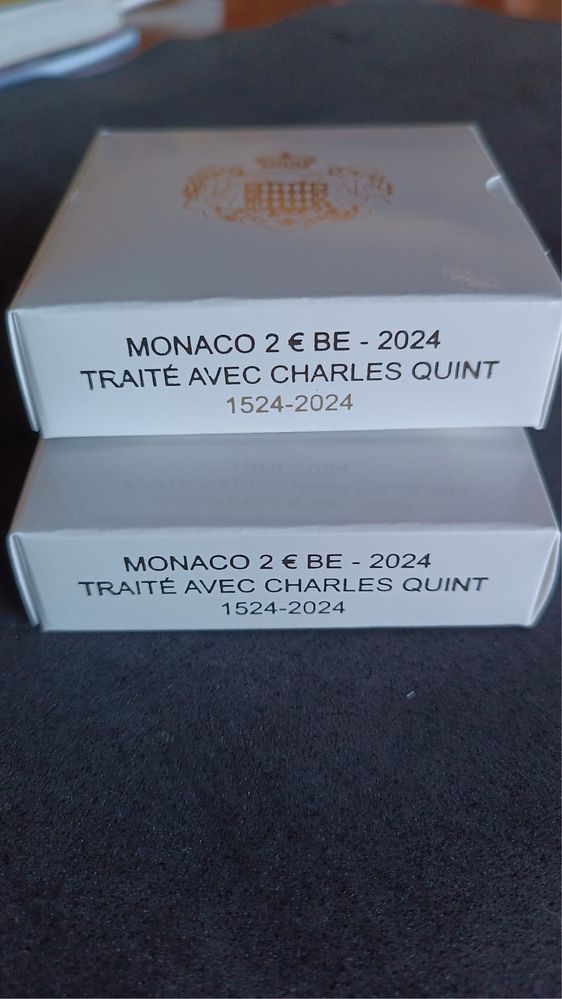 MONACO 2 € BE - 2024
TRAITÉ AVEC CHARLES QUINT
1524-2024
MONACO 2 € BE - 2024
TRAITÉ AVEC CHARLES QUINT
1524-2024